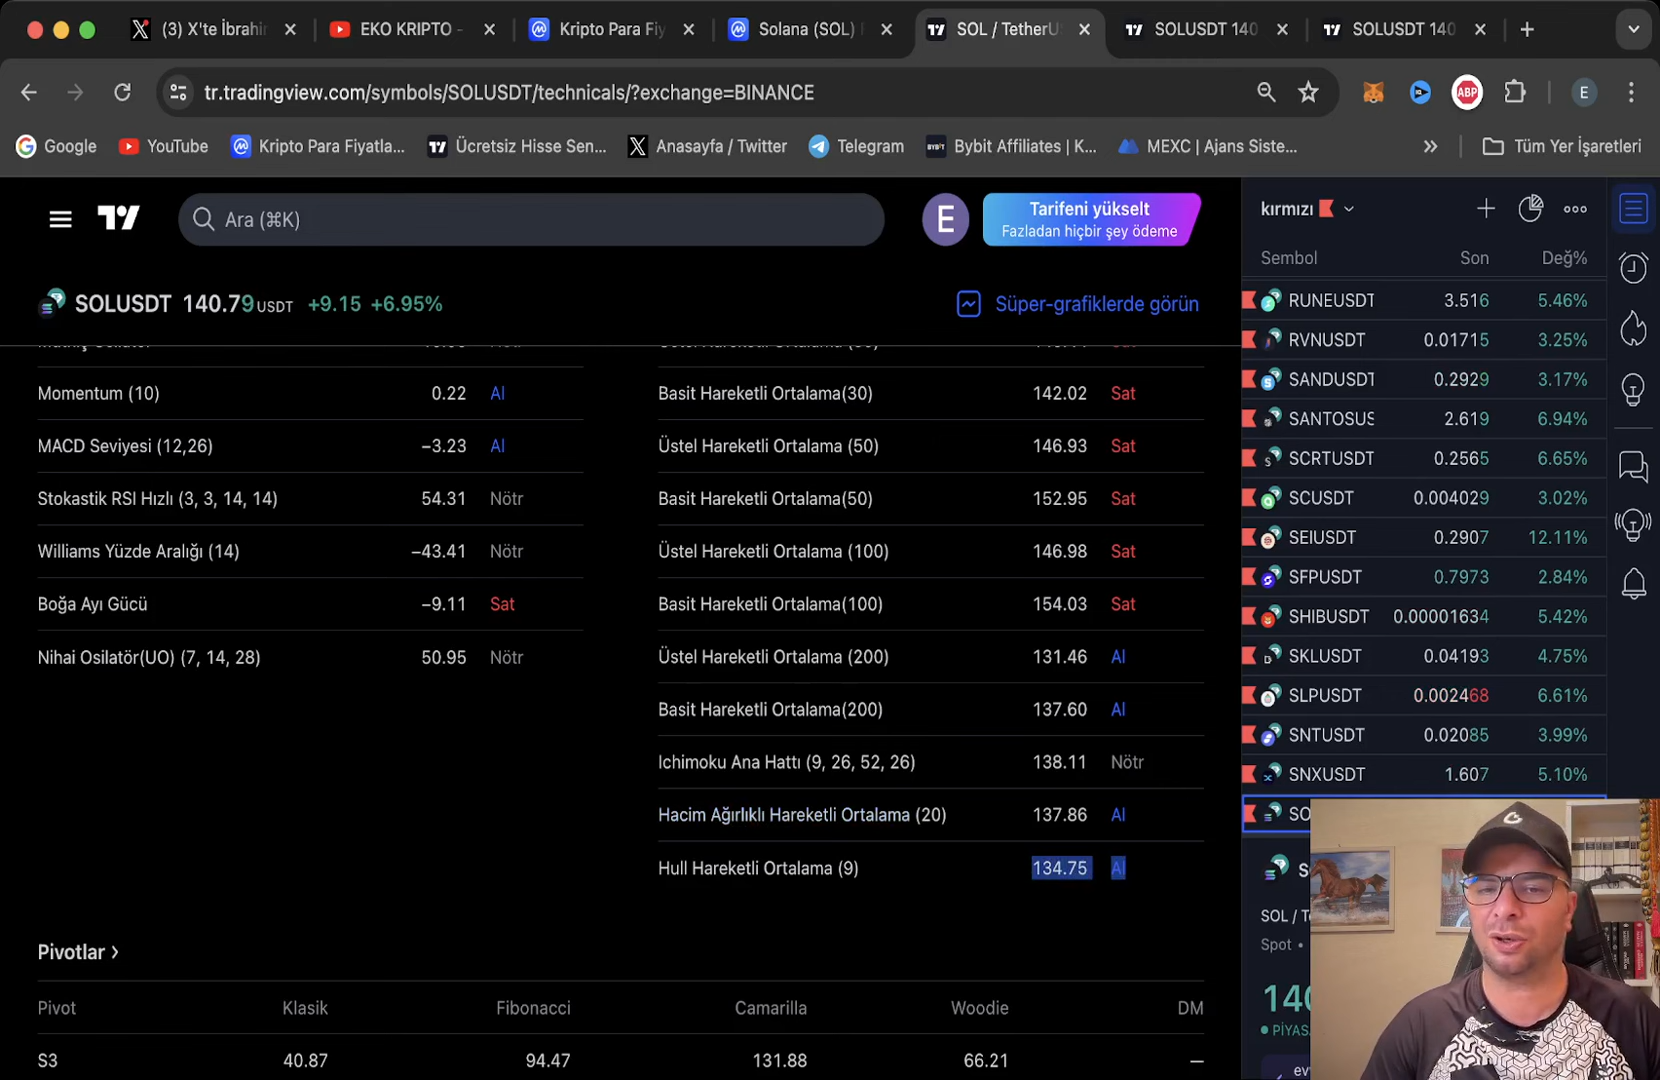 (3) X'te İbrahi
EKO KRIPTO -
Kripto Para Fiy
Solana (SOL)
SOL / TetherU
SOLUSDT 140
SOLUSDT 140
tr.tradingview.com/symbols/SOLUSDT/technicals/?exchange=BINANCE
ABP
E
Google
YouTube
Kripto Para Fiyatla...
Ücretsiz Hisse Sen...
Anasayfa / Twitter
Telegram
Bybit Affiliates | K...
MEXC | Ajans Siste...
»
Tüm Yer İşaretleri
Ara (⌘K)
E
Tarifeni yükselt
Fazladan hiçbir şey ödeme
SOLUSDT 140.79 USDT +9.15 +6.95%
Süper-grafiklerde görün
Momentum (10) 0.22 Al
MACD Seviyesi (12,26) −3.23 Al
Stokastik RSI Hızlı (3, 3, 14, 14) 54.31 Nötr
Williams Yüzde Aralığı (14) −43.41 Nötr
Boğa Ayı Gücü −9.11 Sat
Nihai Osilatör(UO) (7, 14, 28) 50.95 Nötr
Basit Hareketli Ortalama(30) 142.02 Sat
Üstel Hareketli Ortalama (50) 146.93 Sat
Basit Hareketli Ortalama(50) 152.95 Sat
Üstel Hareketli Ortalama (100) 146.98 Sat
Basit Hareketli Ortalama(100) 154.03 Sat
Üstel Hareketli Ortalama (200) 131.46 Al
Basit Hareketli Ortalama(200) 137.60 Al
Ichimoku Ana Hattı (9, 26, 52, 26) 138.11 Nötr
Hacim Ağırlıklı Hareketli Ortalama (20) 137.86 Al
Hull Hareketli Ortalama (9) 134.75 Al
Pivotlar >
Pivot Klasik Fibonacci Camarilla Woodie DM
S3 40.87 94.47 131.88 66.21 —
kırmızı
Sembol Son Değ%
RUNEUSDT 3.516 5.46%
RVNUSDT 0.01715 3.25%
SANDUSDT 0.2929 3.17%
SANTOSUS 2.619 6.94%
SCRTUSDT 0.2565 6.65%
SCUSDT 0.004029 3.02%
SEIUSDT 0.2907 12.11%
SFPUSDT 0.7973 2.84%
SHIBUSDT 0.00001634 5.42%
SKLUSDT 0.04193 4.75%
SLPUSDT 0.002468 6.61%
SNTUSDT 0.02085 3.99%
SNXUSDT 1.607 5.10%
SO
S
SOL / T
Spot •
140
PİYAS
ev